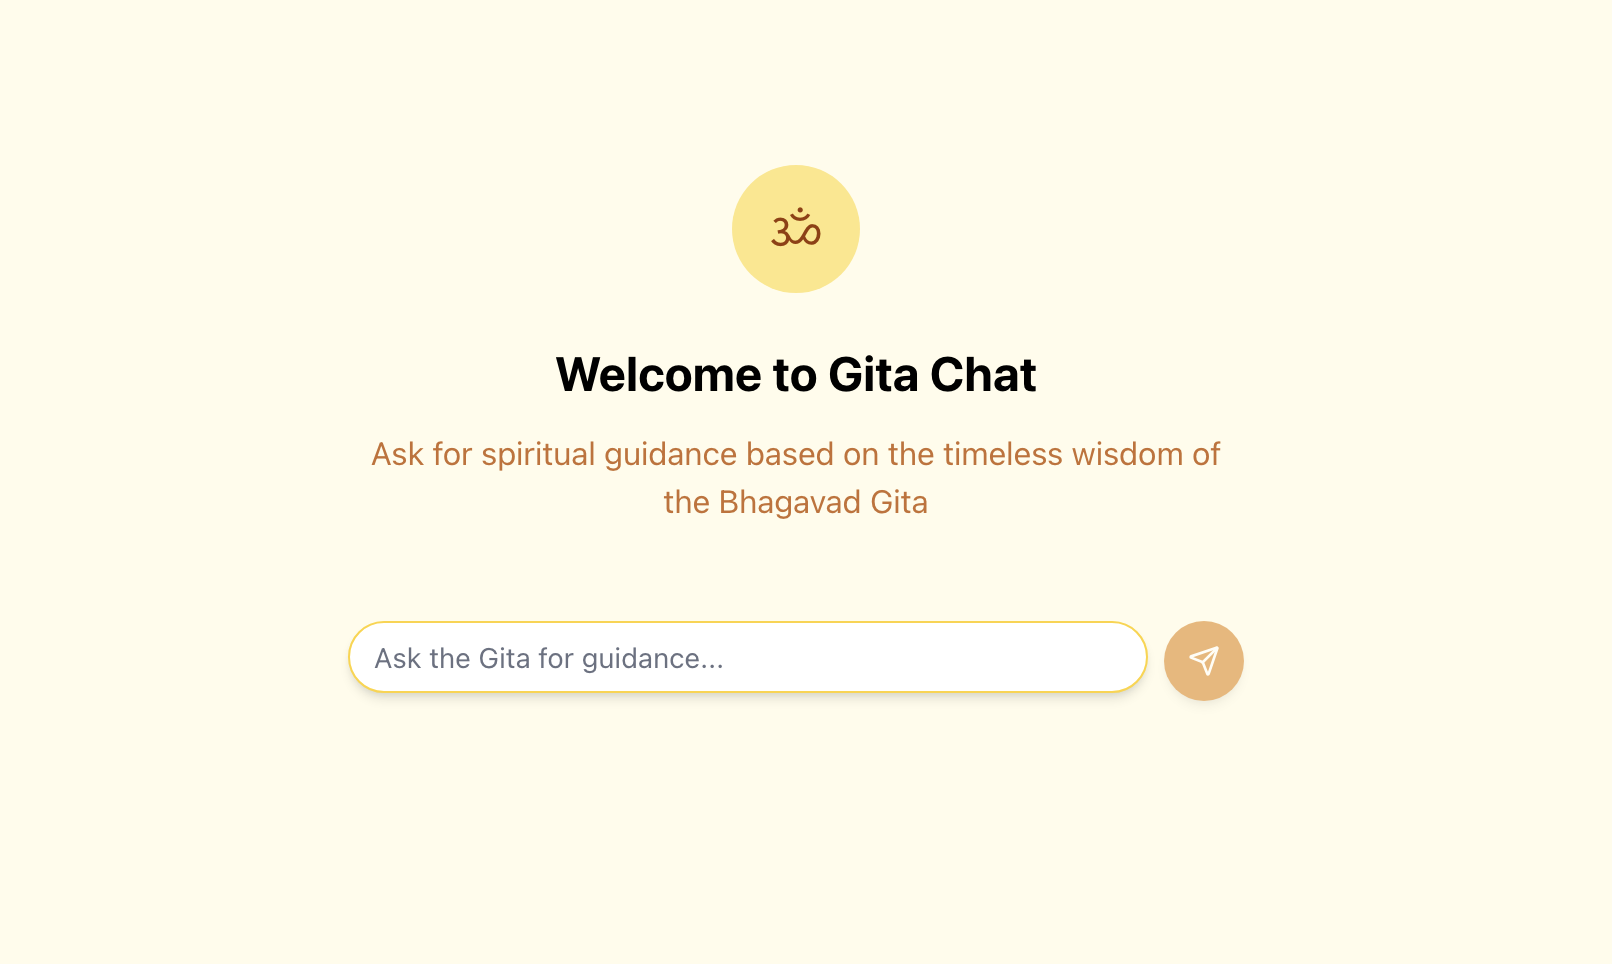 ॐ
Welcome to Gita Chat
Ask for spiritual guidance based on the timeless wisdom of
the Bhagavad Gita
Ask the Gita for guidance...